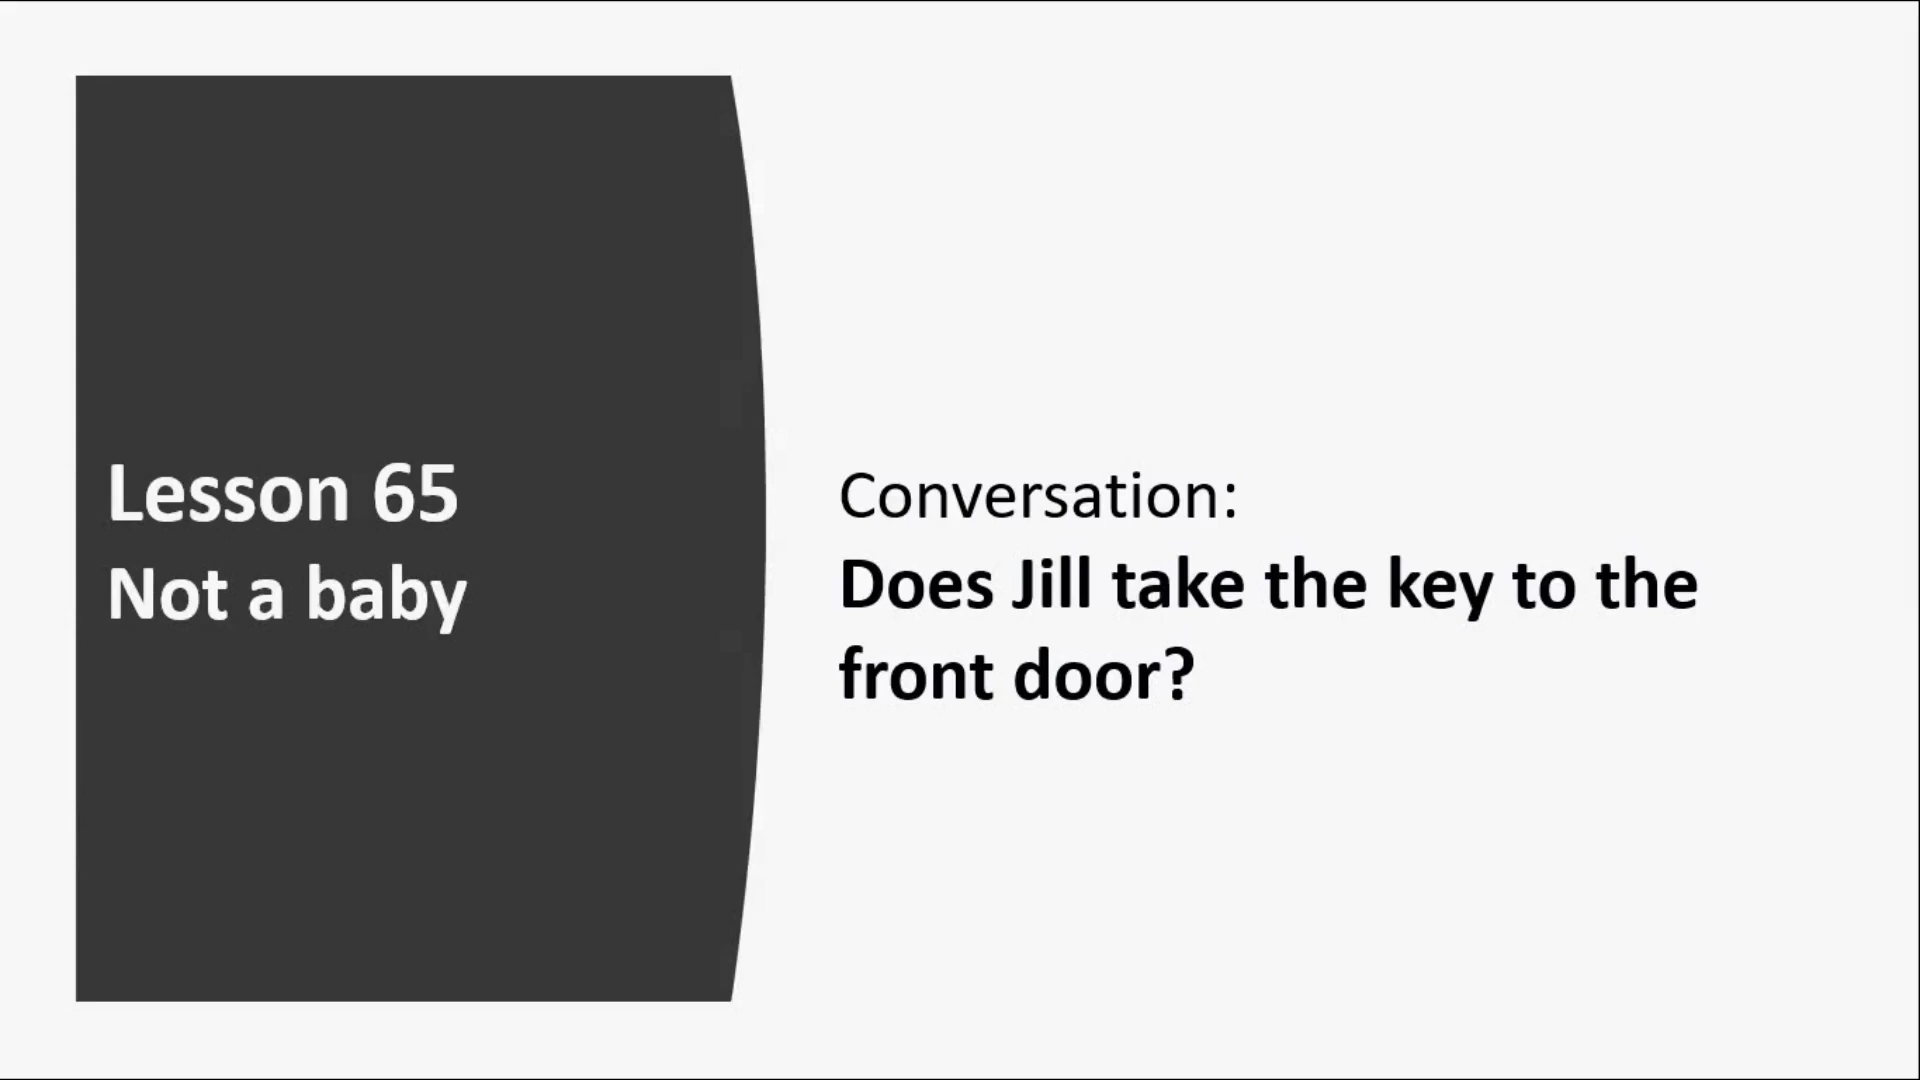 Lesson 65
Not a baby
Conversation:
Does Jill take the key to the
front door?